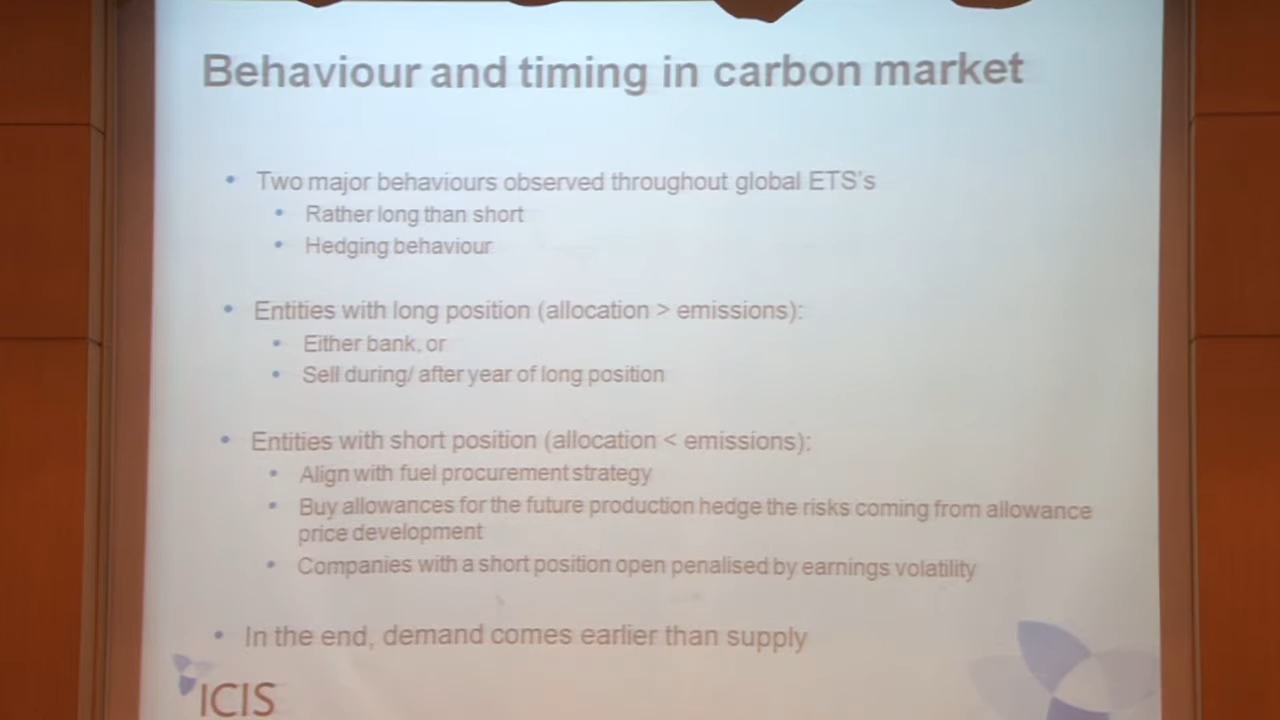 Behaviour and timing in carbon market
• Two major behaviours observed throughout global ETS's
• Rather long than short
• Hedging behaviour
• Entities with long position (allocation > emissions):
• Either bank, or
• Sell during/ after year of long position
• Entities with short position (allocation < emissions):
• Align with fuel procurement strategy
• Buy allowances for the future production hedge the risks coming from allowance
price development
• Companies with a short position open penalised by earnings volatility
• In the end, demand comes earlier than supply
ICIS